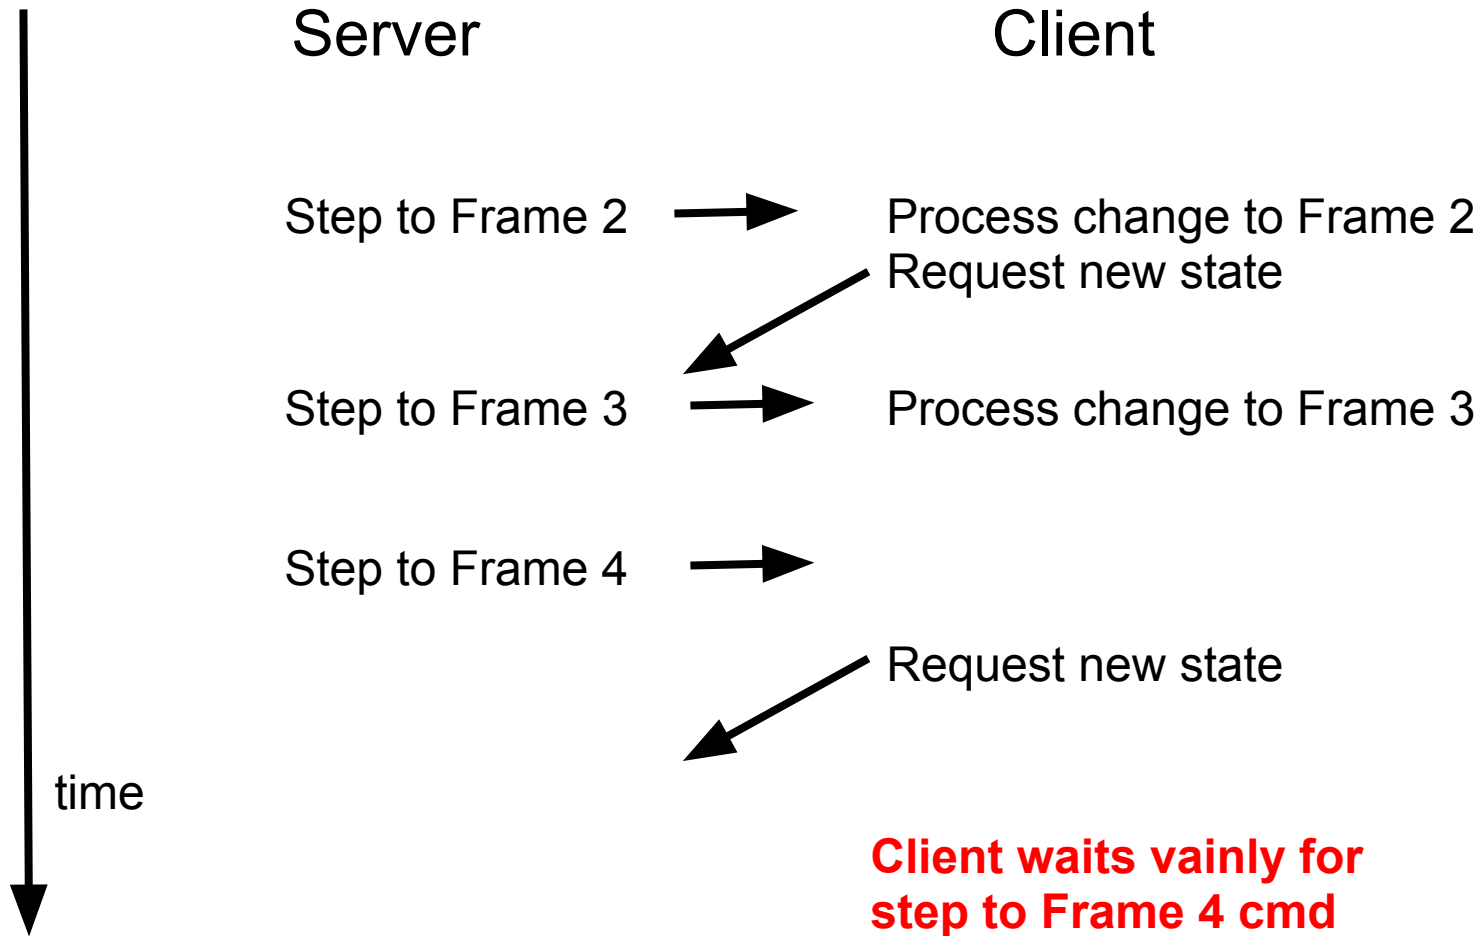 Server
Client
Step to Frame 2
Process change to Frame 2
Request new state
Step to Frame 3
Process change to Frame 3
Step to Frame 4
Request new state
time
Client waits vainly for
step to Frame 4 cmd